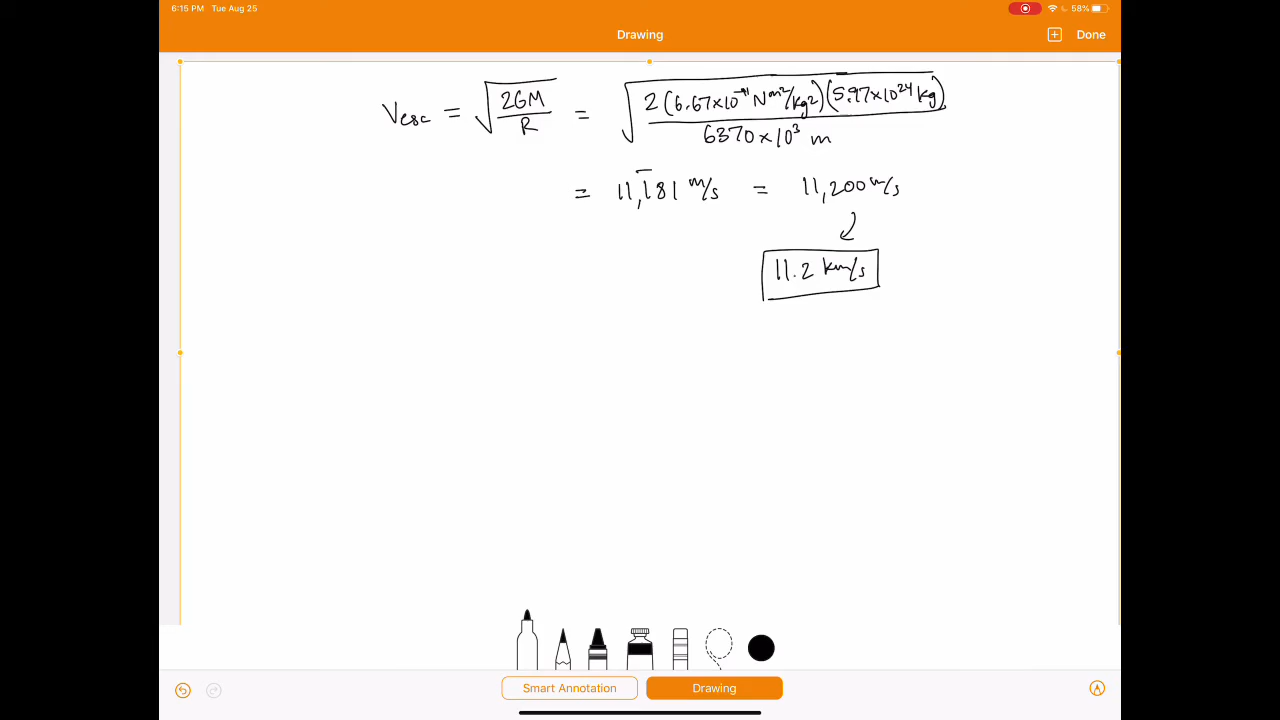 6:15 PM Tue Aug 25 58%
Drawing Done
Vesc = √(2GM/R) = √(2(6.67×10⁻¹¹ Nm²/kg²)(5.97×10²⁴ kg)/6370×10³ m)
= 11,181 m/s = 11,200 m/s
11.2 km/s
Smart Annotation Drawing